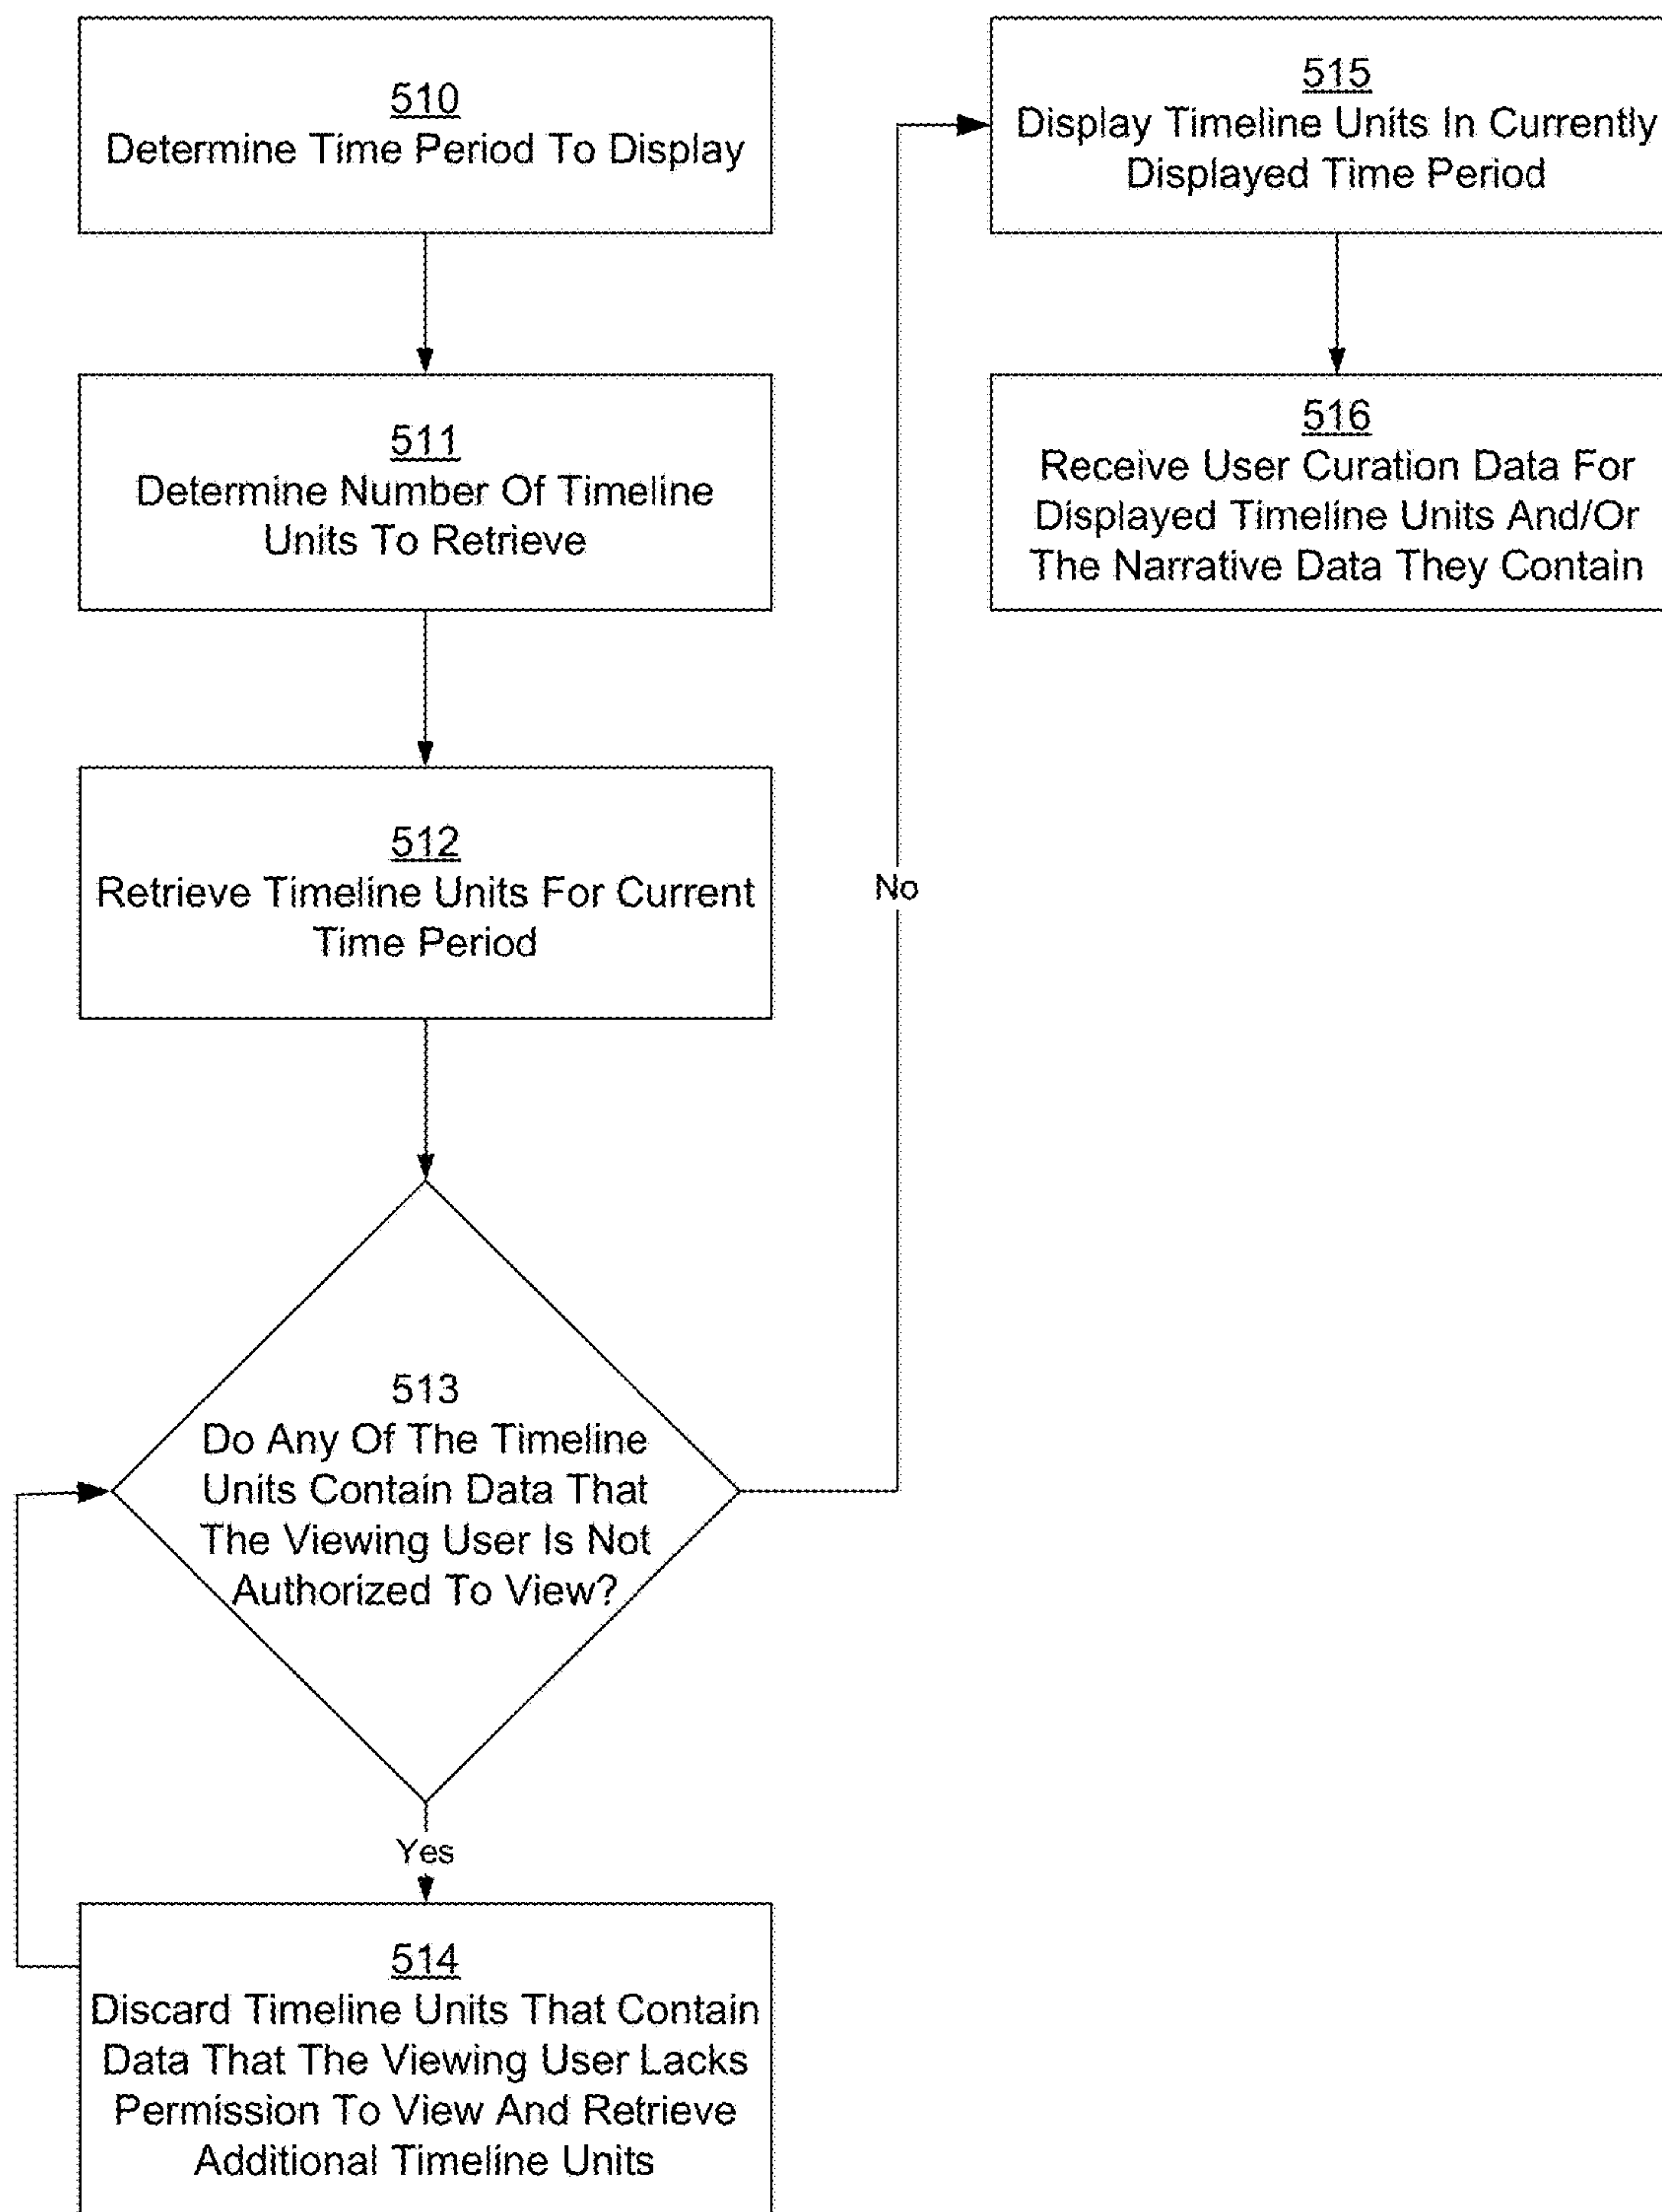 510
Determine Time Period To Display
511
Determine Number Of Timeline
Units To Retrieve
512
Retrieve Timeline Units For Current
Time Period
513
Do Any Of The Timeline
Units Contain Data That
The Viewing User Is Not
Authorized To View?
Yes
514
Discard Timeline Units That Contain
Data That The Viewing User Lacks
Permission To View And Retrieve
Additional Timeline Units
No
515
Display Timeline Units In Currently
Displayed Time Period
516
Receive User Curation Data For
Displayed Timeline Units And/Or
The Narrative Data They Contain